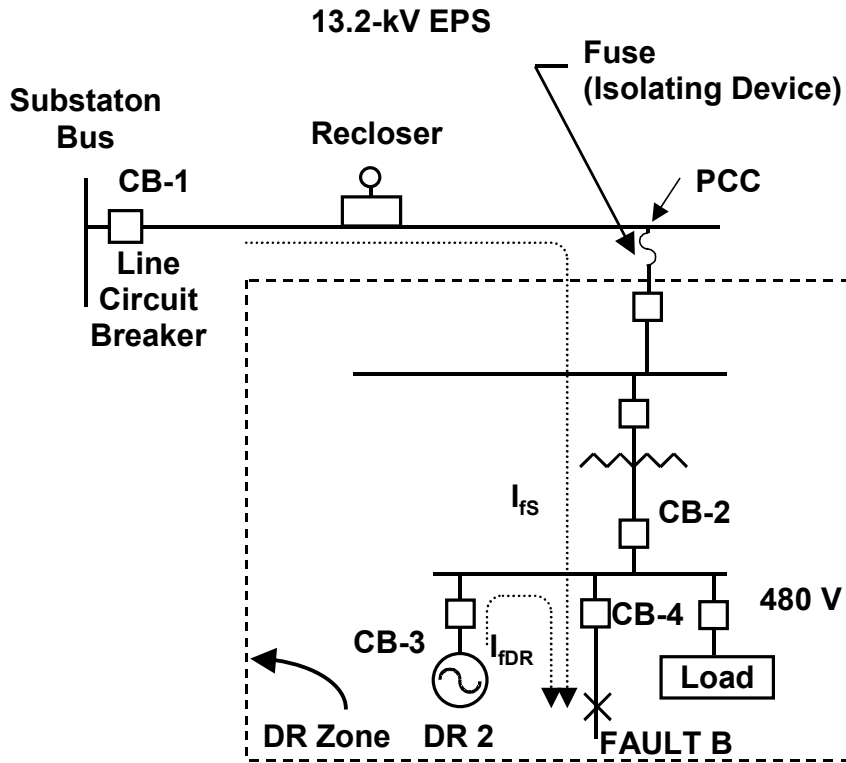 13.2-kV EPS
Fuse
(Isolating Device)
Substaton
Bus
Recloser
CB-1
PCC
Line
Circuit
Breaker
IfS
CB-2
480 V
CB-4
CB-3
IfDR
Load
DR Zone
DR 2
FAULT B